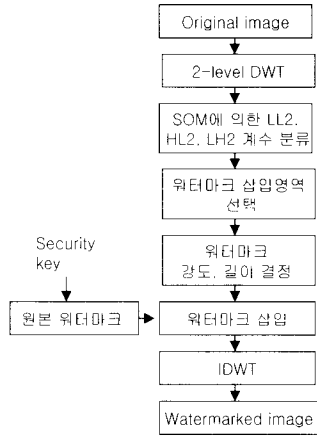 Original image
2-level DWT
SOM에 의한 LL2,
HL2, LH2 계수 분류
워터마크 삽입영역
선택
Security
key
워터마크
강도, 길이 결정
원본 워터마크
워터마크 삽입
IDWT
Watermarked image